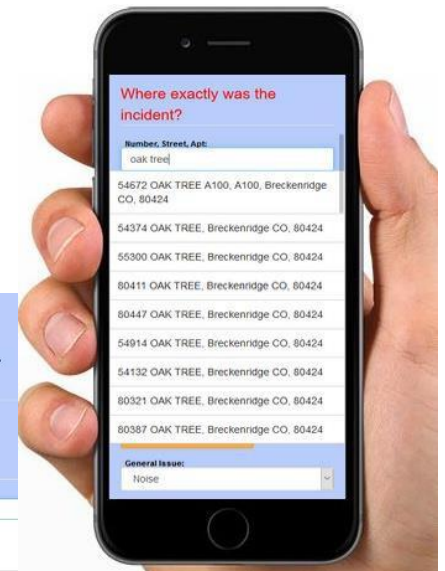 Where exactly was the
incident?
Number, Street, Apt:
oak tree
54672 OAK TREE A100, A100, Breckenridge
CO, 80424
54374 OAK TREE, Breckenridge CO, 80424
55300 OAK TREE, Breckenridge CO, 80424
80411 OAK TREE, Breckenridge CO, 80424
80447 OAK TREE, Breckenridge CO, 80424
54914 OAK TREE, Breckenridge CO, 80424
54132 OAK TREE, Breckenridge CO, 80424
80321 OAK TREE, Breckenridge CO, 80424
80387 OAK TREE, Breckenridge CO, 80424
General Issue:
Noise